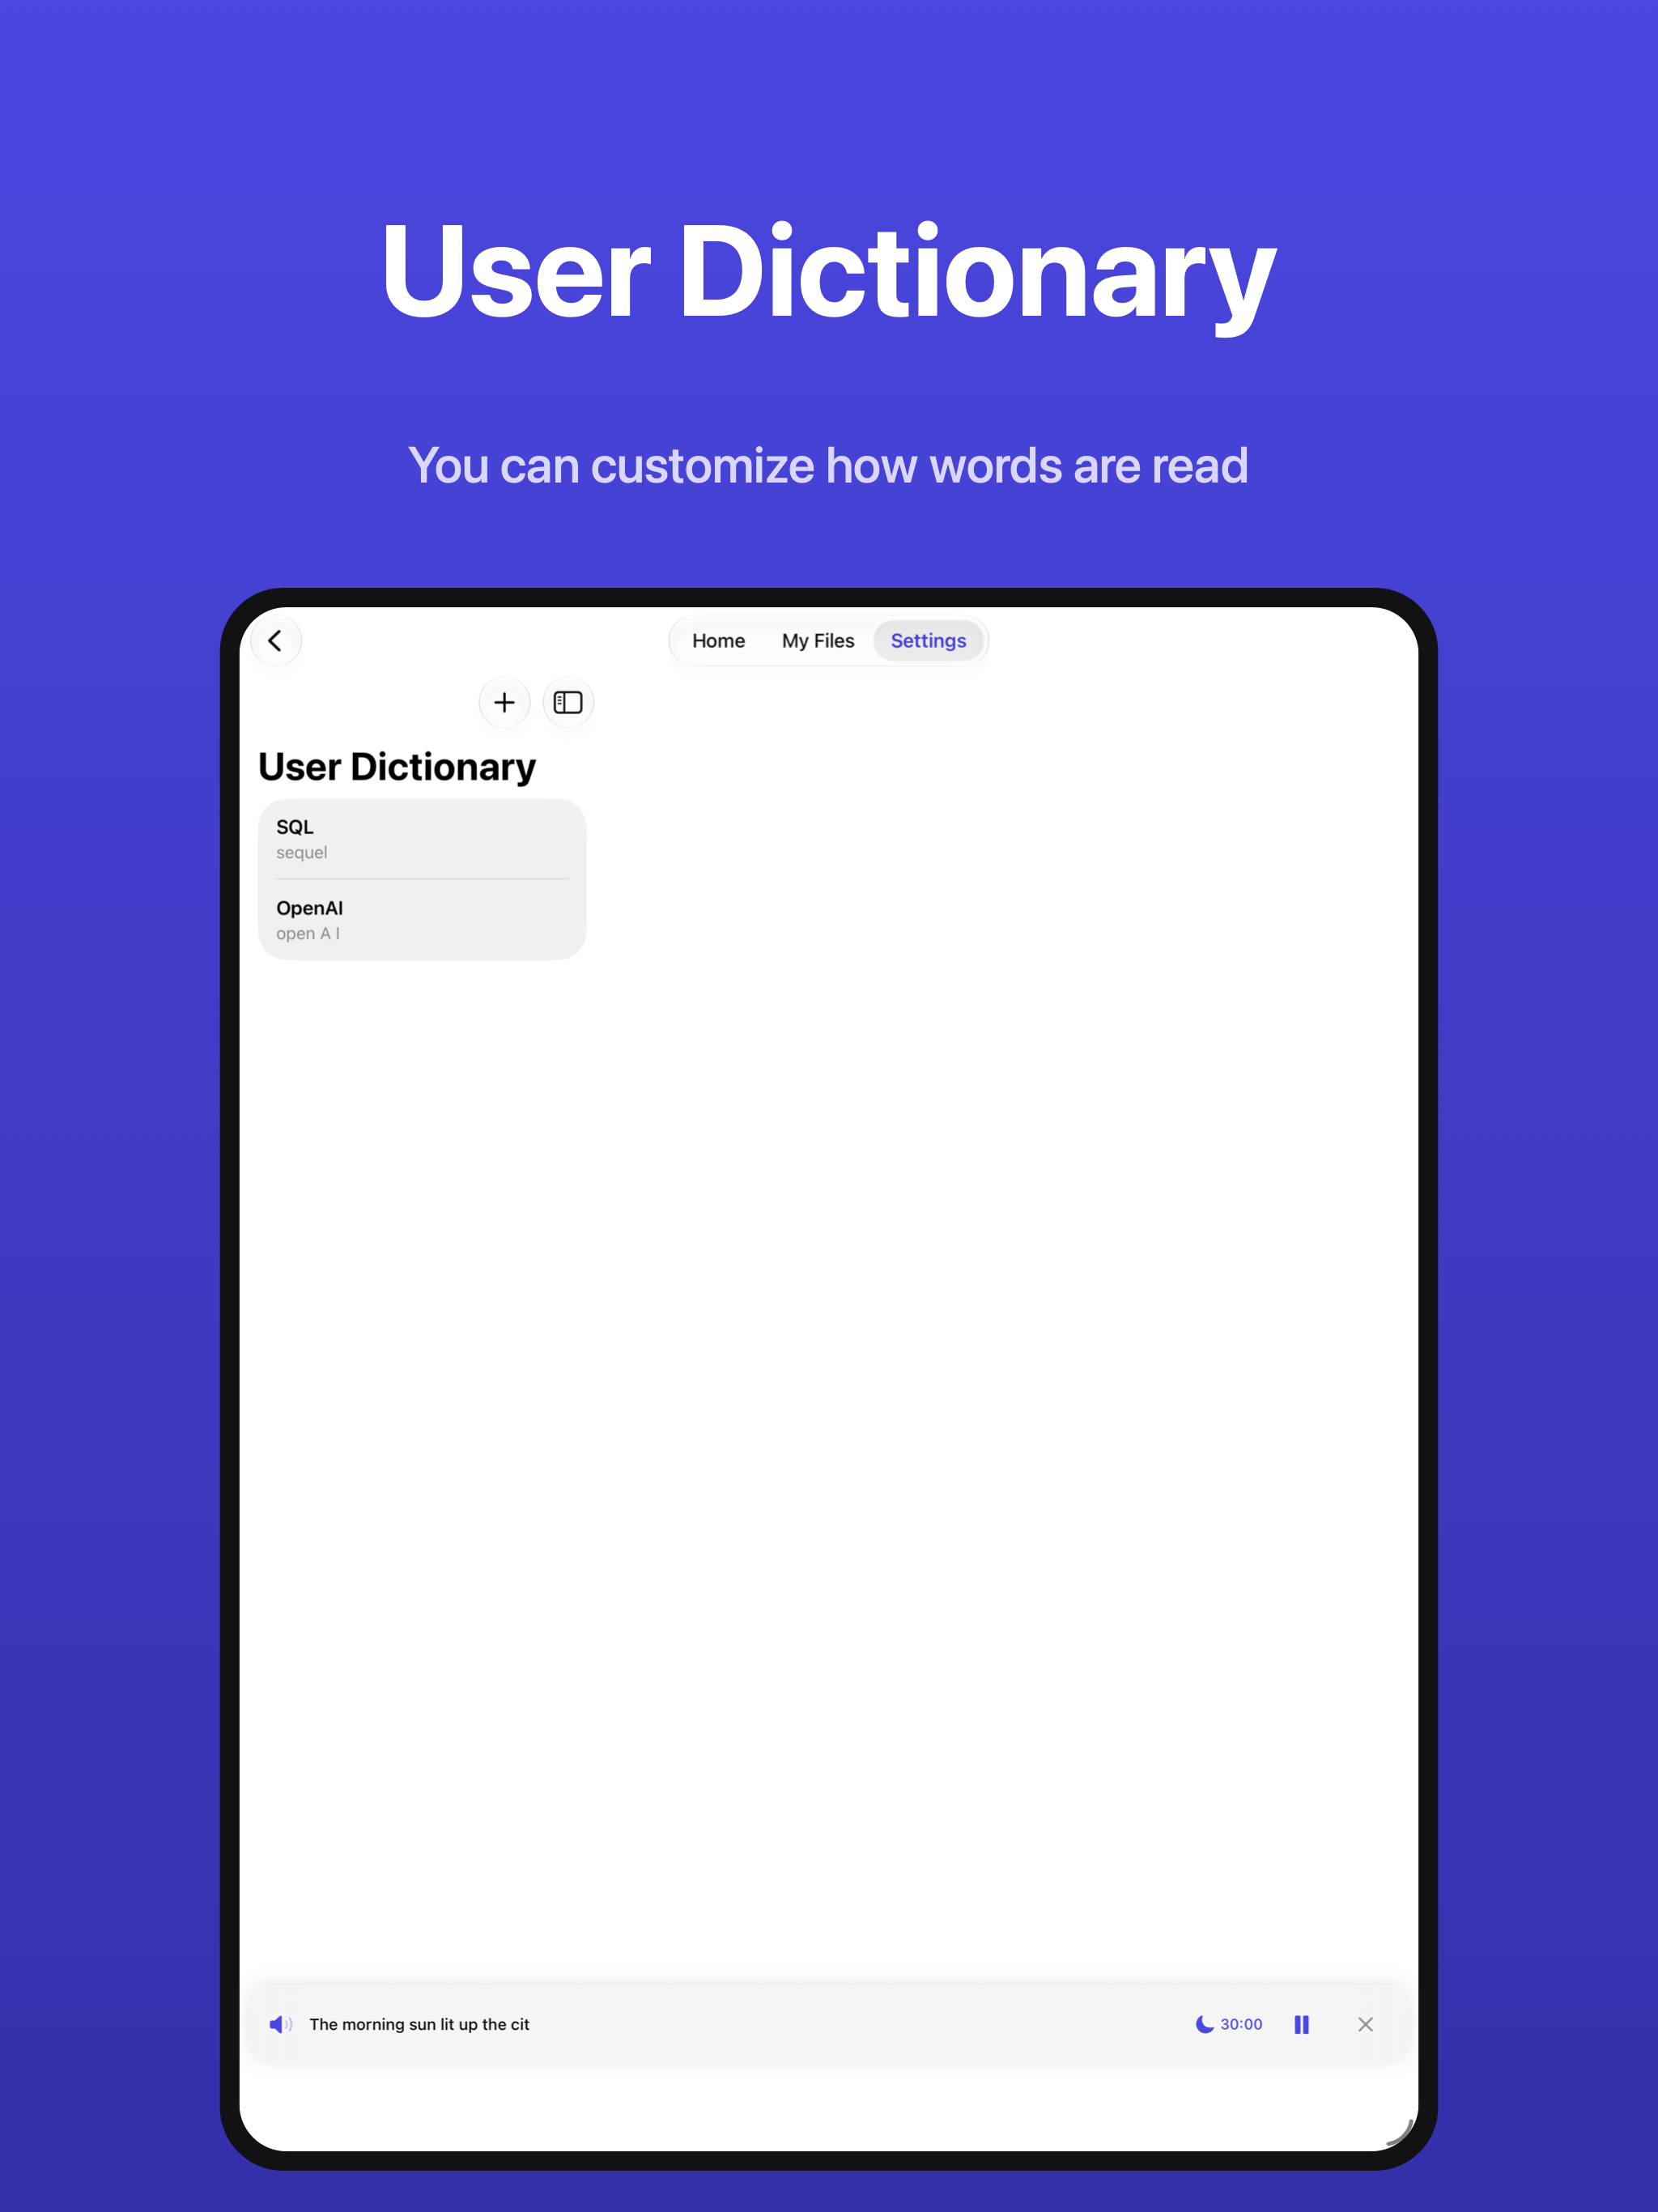 User Dictionary
You can customize how words are read
Home My Files Settings
User Dictionary
SQL
sequel
OpenAI
open A I
The morning sun lit up the cit 30:00